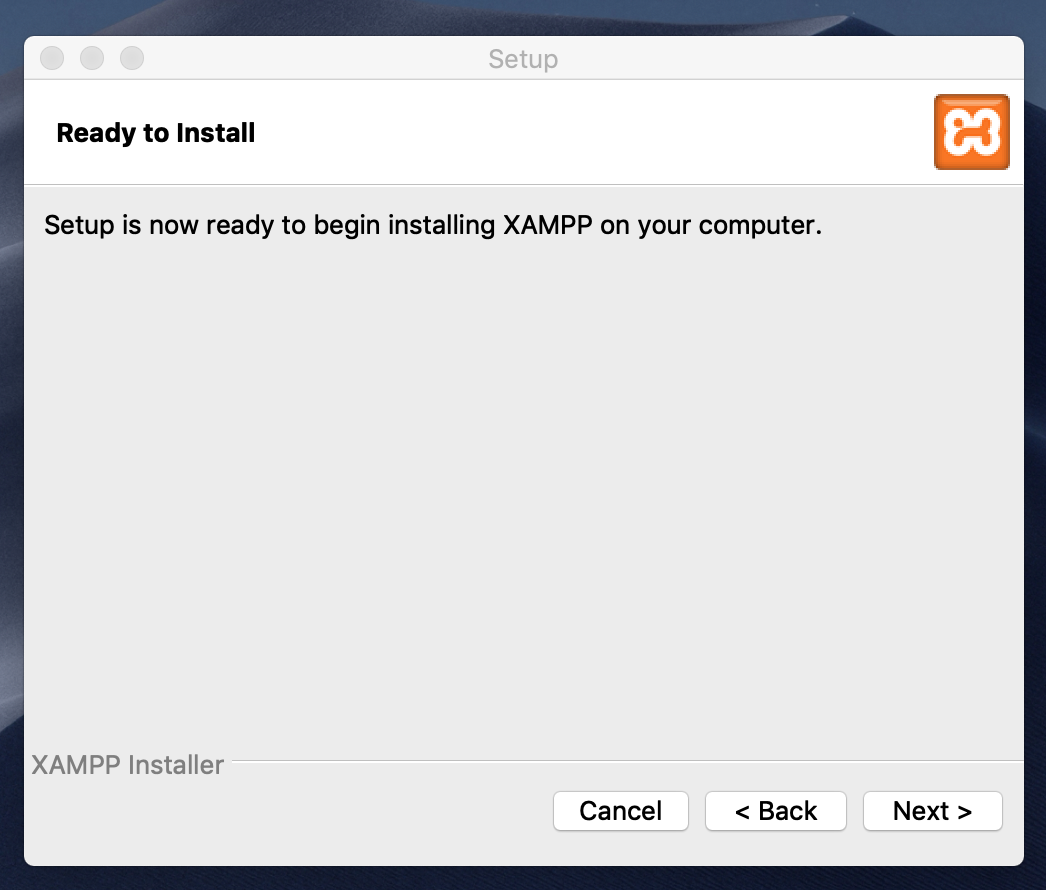 Setup
Ready to Install
Setup is now ready to begin installing XAMPP on your computer.
XAMPP Installer
Cancel
< Back
Next >